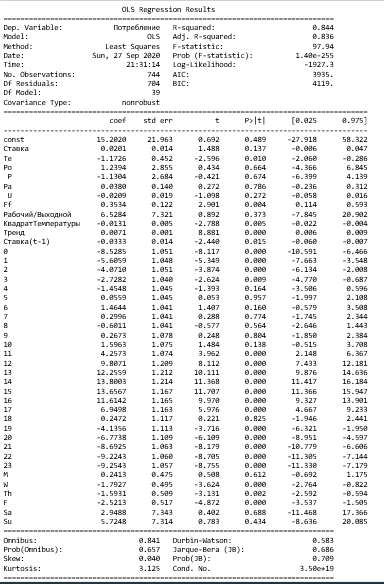 OLS Regression Results
Dep. Variable: Потребление R-squared: 0.844
Model: OLS Adj. R-squared: 0.836
Method: Least Squares F-statistic: 97.94
Date: Sun, 27 Sep 2020 Prob (F-statistic): 1.40e-255
Time: 21:31:14 Log-Likelihood: -1927.3
No. Observations: 744 AIC: 3935.
Df Residuals: 704 BIC: 4119.
Df Model: 39
Covariance Type: nonrobust
coef std err t P>|t| [0.025 0.975]
const 15.2020 21.963 0.692 0.489 -27.918 58.322
Ставка 0.0201 0.014 1.488 0.137 -0.006 0.047
Te -1.1726 0.452 -2.596 0.010 -2.060 -0.286
Po 1.2394 2.855 0.434 0.664 -4.366 6.845
P -1.1304 2.684 -0.421 0.674 -6.399 4.139
Pa 0.0380 0.140 0.272 0.786 -0.236 0.312
U -0.0209 0.019 -1.098 0.272 -0.058 0.016
Ff 0.3534 0.122 2.901 0.004 0.114 0.593
Рабочий/Выходной 6.5284 7.321 0.892 0.373 -7.845 20.902
КвадратТемпературы -0.0131 0.005 -2.788 0.005 -0.022 -0.004
Тренд 0.0071 0.001 8.881 0.000 0.006 0.009
Ставка(t-1) -0.0333 0.014 -2.440 0.015 -0.060 -0.007
0 -8.5285 1.051 -8.117 0.000 -10.591 -6.466
1 -5.6059 1.048 -5.349 0.000 -7.663 -3.548
2 -4.0710 1.051 -3.874 0.000 -6.134 -2.008
3 -2.7282 1.040 -2.624 0.009 -4.770 -0.687
4 -1.4548 1.045 -1.393 0.164 -3.506 0.596
5 0.0559 1.045 0.053 0.957 -1.997 2.108
6 1.4644 1.041 1.407 0.160 -0.579 3.508
7 0.2996 1.041 0.288 0.774 -1.745 2.344
8 -0.6011 1.041 -0.577 0.564 -2.646 1.443
9 0.2673 1.078 0.248 0.804 -1.850 2.384
10 1.5963 1.075 1.484 0.138 -0.515 3.708
11 4.2573 1.074 3.962 0.000 2.148 6.367
12 9.8071 1.209 8.112 0.000 7.433 12.181
13 12.2559 1.212 10.111 0.000 9.876 14.636
14 13.8003 1.214 11.368 0.000 11.417 16.184
15 13.6567 1.167 11.707 0.000 11.366 15.947
16 11.6142 1.165 9.970 0.000 9.327 13.901
17 6.9498 1.163 5.976 0.000 4.667 9.233
18 0.2472 1.117 0.221 0.825 -1.946 2.441
19 -4.1356 1.113 -3.716 0.000 -6.321 -1.950
20 -6.7738 1.109 -6.109 0.000 -8.951 -4.597
21 -8.6925 1.063 -8.179 0.000 -10.779 -6.606
22 -9.2243 1.060 -8.705 0.000 -11.305 -7.144
23 -9.2543 1.057 -8.755 0.000 -11.330 -7.179
M 0.2413 0.475 0.508 0.612 -0.692 1.175
W -1.7927 0.495 -3.624 0.000 -2.764 -0.822
Th -1.5931 0.509 -3.131 0.002 -2.592 -0.594
F -2.5213 0.517 -4.872 0.000 -3.537 -1.505
Sa 2.9488 7.343 0.402 0.688 -11.468 17.366
Su 5.7248 7.314 0.783 0.434 -8.636 20.085
Omnibus: 0.841 Durbin-Watson: 0.583
Prob(Omnibus): 0.657 Jarque-Bera (JB): 0.686
Skew: 0.040 Prob(JB): 0.709
Kurtosis: 3.125 Cond. No. 3.50e+19